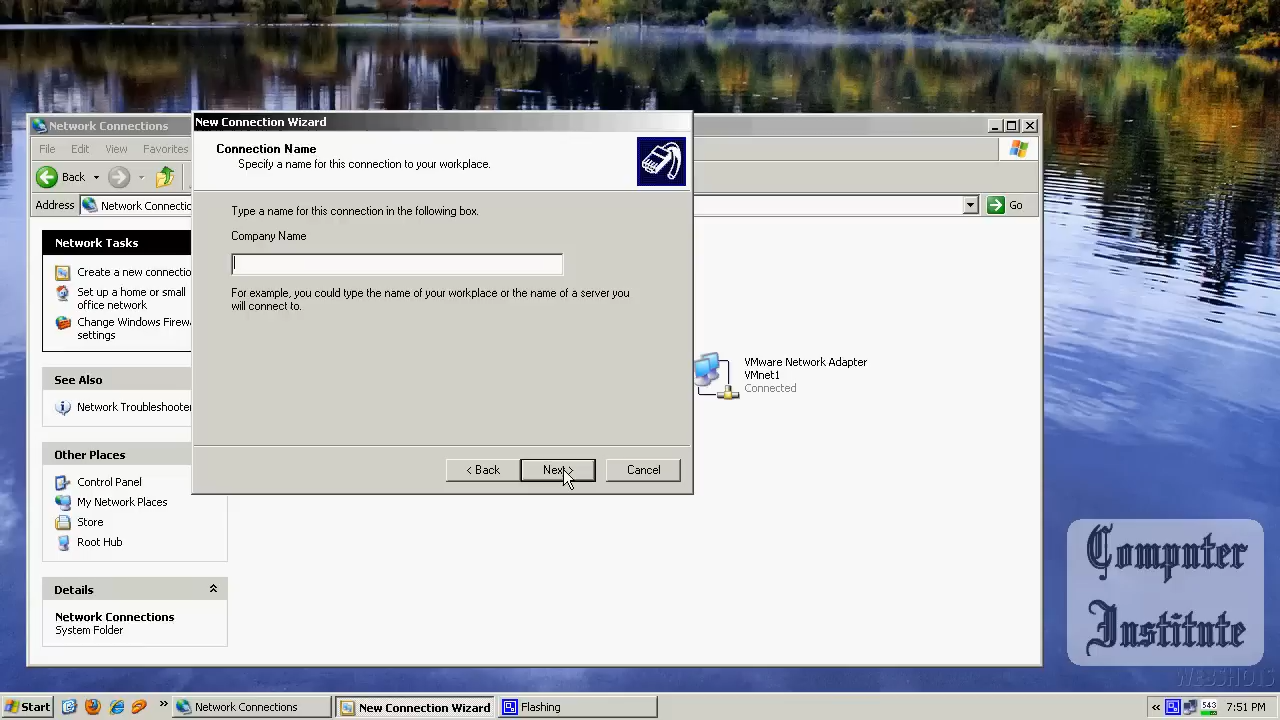 New Connection Wizard
Connection Name
Specify a name for this connection to your workplace.
Type a name for this connection in the following box.
Company Name
For example, you could type the name of your workplace or the name of a server you
will connect to.
< Back
Next >
Cancel
Network Connections
File Edit View Favorites
Back
Address
Network Connectio
Go
Network Tasks
Create a new connectio
Set up a home or small
office network
Change Windows Firew
settings
See Also
Network Troubleshooter
Other Places
Control Panel
My Network Places
Store
Root Hub
Details
Network Connections
System Folder
VMware Network Adapter
VMnet1
Connected
Computer
Institute
WEBSHOTS
Start
Network Connections
New Connection Wizard
Flashing
543
7:51 PM